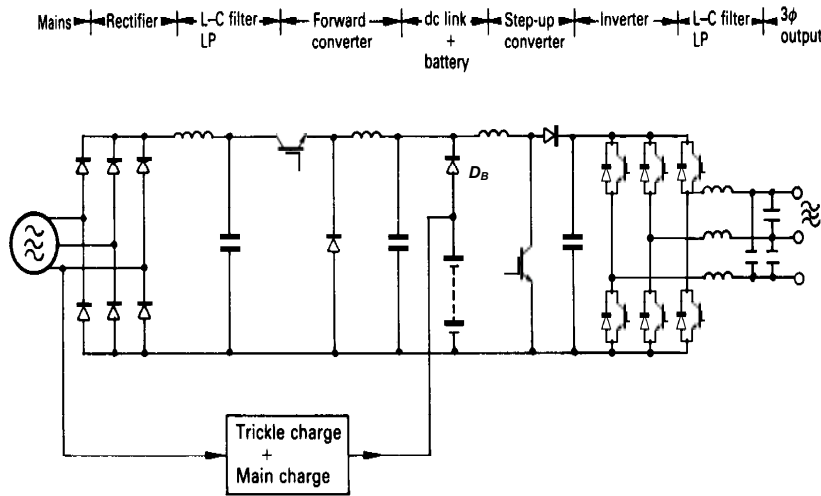 Mains Rectifier L–C filter Forward dc link Step-up Inverter L–C filter 3ϕ
LP converter + converter LP output
battery
D_B
Trickle charge
+
Main charge